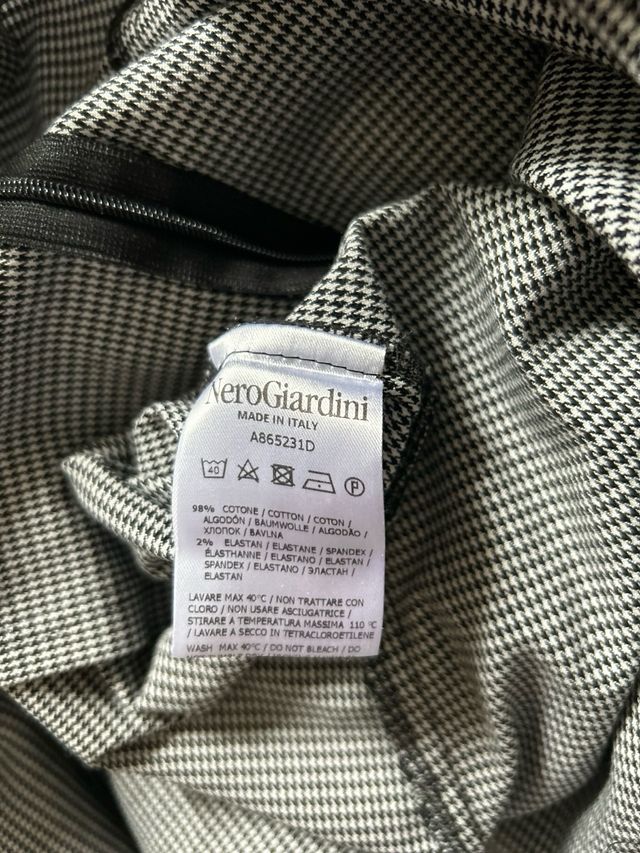 NeroGiardini
MADE IN ITALY
A865231D
40 P
98% COTONE / COTTON / COTON /
ALGODÓN / BAUMWOLLE / ALGODÃO /
ХЛОПОК / BAVLNA
2% ELASTAN / ELASTANE / SPANDEX /
ÉLASTHANNE / ELASTANO / ELASTAN /
SPANDEX / ELASTANO / ЭЛАСТАН /
ELASTAN
LAVARE MAX 40°C / NON TRATTARE CON
CLORO / NON USARE ASCIUGATRICE /
STIRARE A TEMPERATURA MASSIMA 110 °C
/ LAVARE A SECCO IN TETRACLOROETILENE
WASH MAX 40°C / DO NOT BLEACH / DO